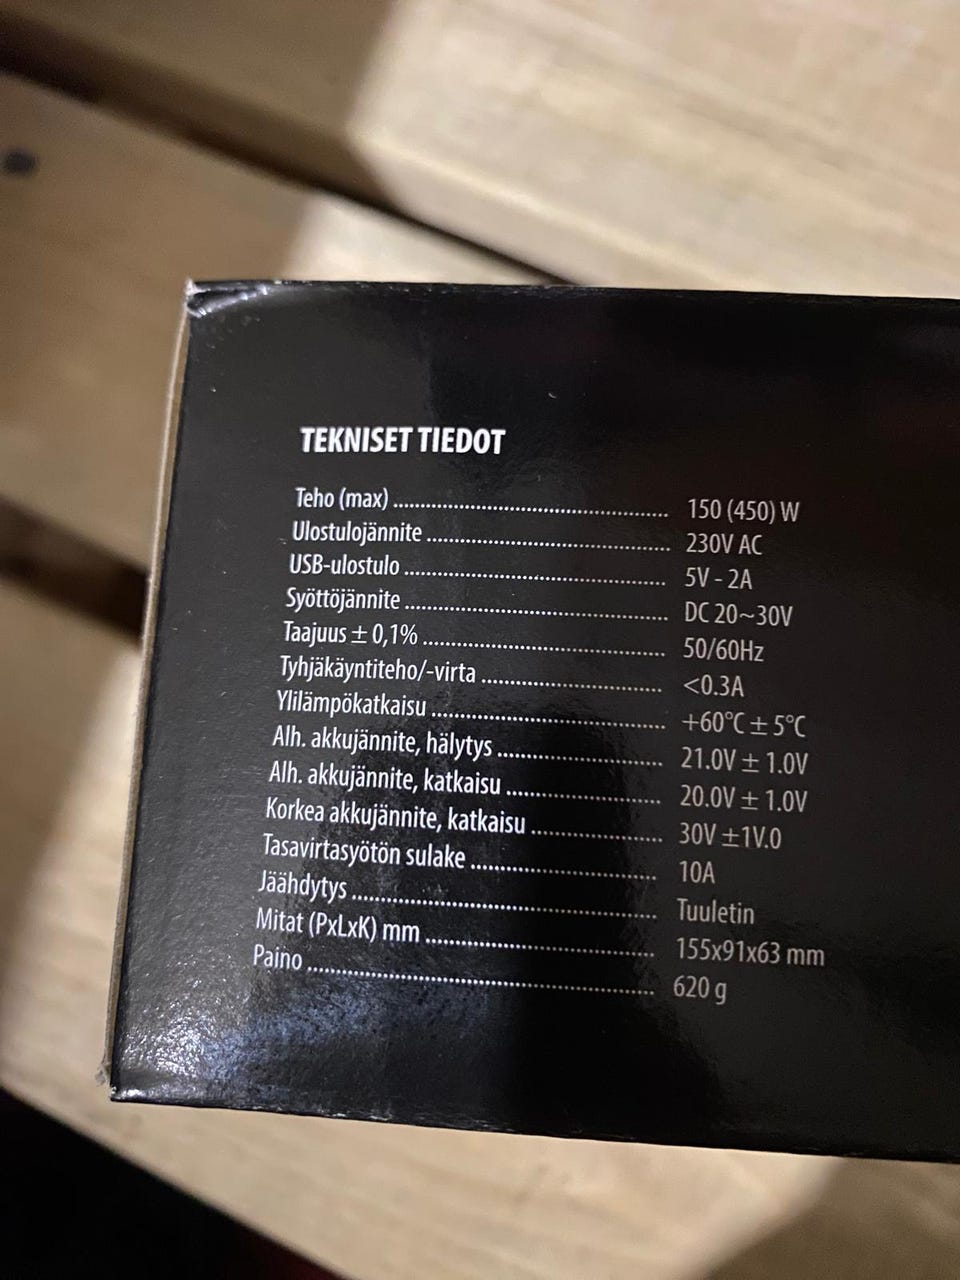 TEKNISET TIEDOT
Teho (max) ........................................ 150 (450) W
Ulostulojännite ........................................ 230V AC
USB-ulostulo ........................................ 5V - 2A
Syöttöjännite ........................................ DC 20~30V
Taajuus ± 0,1% ........................................ 50/60Hz
Tyhjäkäyntiteho/-virta ........................................ <0.3A
Ylilämpökatkaisu ........................................ +60°C ± 5°C
Alh. akkujännite, hälytys ........................................ 21.0V ± 1.0V
Alh. akkujännite, katkaisu ........................................ 20.0V ± 1.0V
Korkea akkujännite, katkaisu ........................................ 30V ±1V.0
Tasavirtasyötön sulake ........................................ 10A
Jäähdytys ........................................ Tuuletin
Mitat (PxLxK) mm ........................................ 155x91x63 mm
Paino ........................................ 620 g